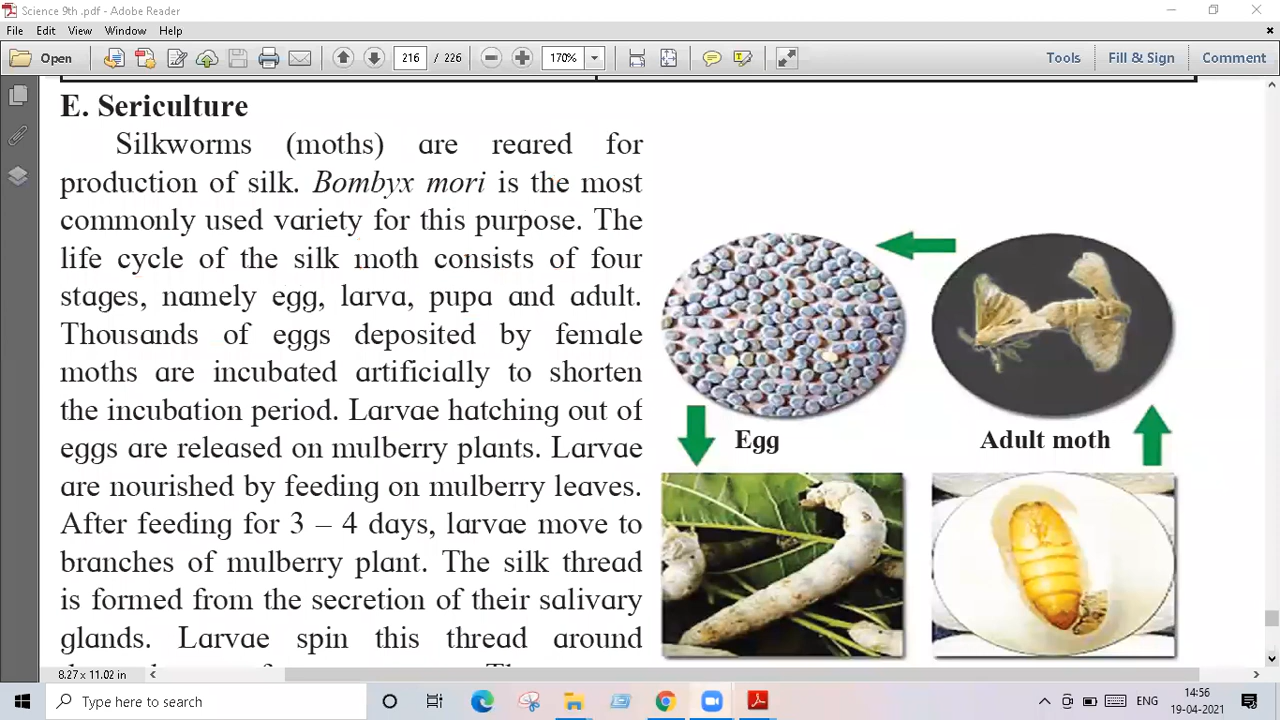 Science 9th .pdf - Adobe Reader
File Edit View Window Help
Open 216 / 226 170% Tools Fill & Sign Comment
E. Sericulture
Silkworms (moths) are reared for
production of silk. Bombyx mori is the most
commonly used variety for this purpose. The
life cycle of the silk moth consists of four
stages, namely egg, larva, pupa and adult.
Thousands of eggs deposited by female
moths are incubated artificially to shorten
the incubation period. Larvae hatching out of
eggs are released on mulberry plants. Larvae
are nourished by feeding on mulberry leaves.
After feeding for 3 – 4 days, larvae move to
branches of mulberry plant. The silk thread
is formed from the secretion of their salivary
glands. Larvae spin this thread around
Egg
Adult moth
8.27 x 11.02 in
Type here to search
ENG
14:56
19-04-2021